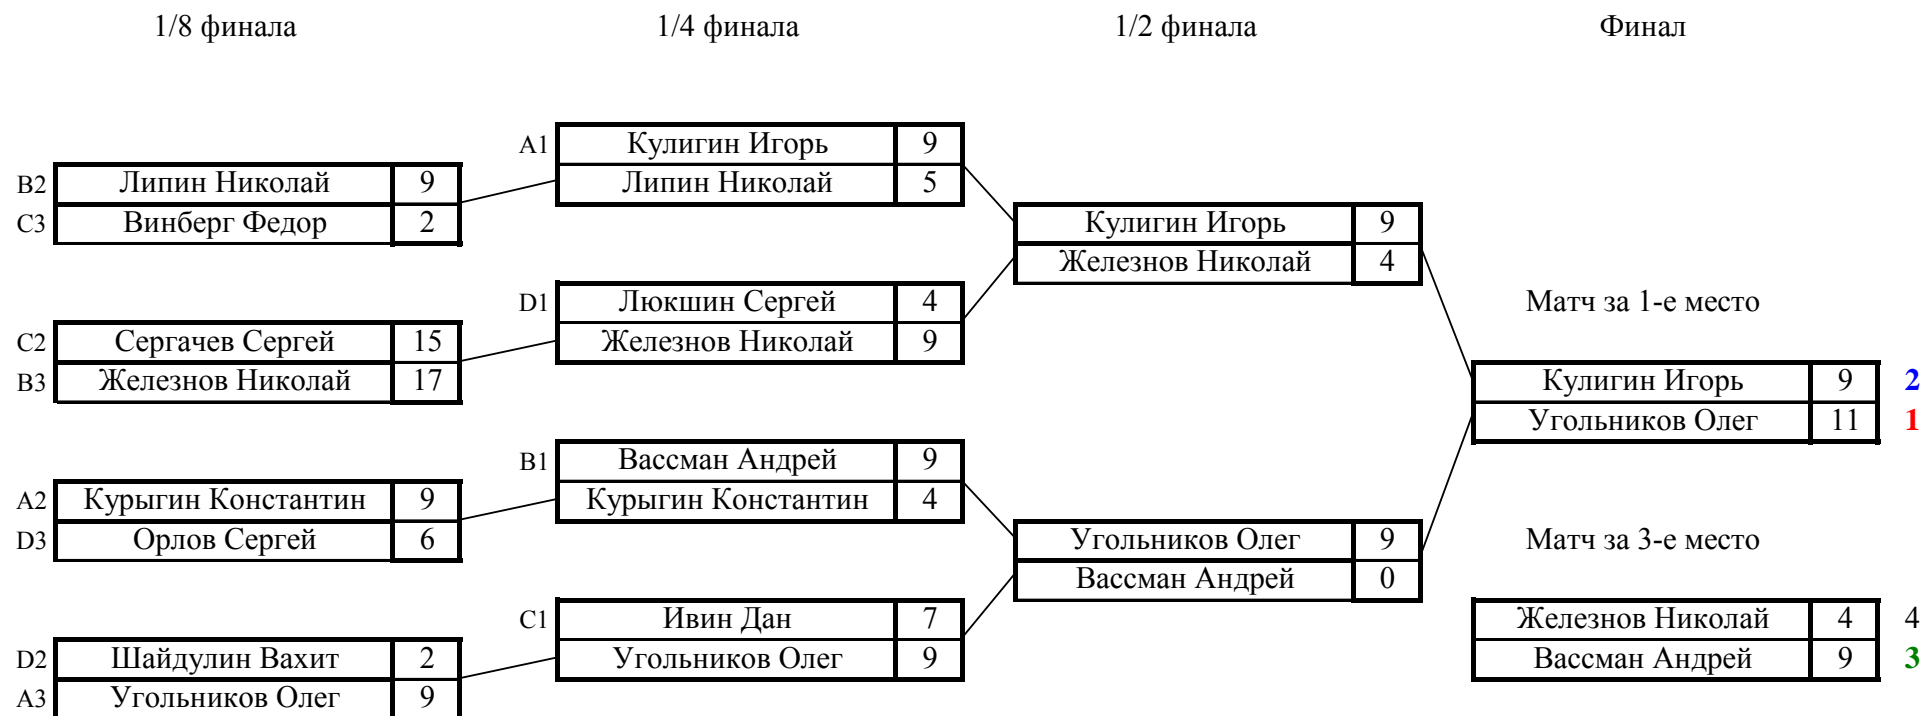 1/8 финала 1/4 финала 1/2 финала Финал
A1 Кулигин Игорь 9
B2 Липин Николай 9
Липин Николай 5
C3 Винберг Федор 2
Кулигин Игорь 9
Железнов Николай 4
D1 Люкшин Сергей 4
Матч за 1-е место
C2 Сергачев Сергей 15
Железнов Николай 9
B3 Железнов Николай 17
Кулигин Игорь 9 2
Угольников Олег 11 1
B1 Вассман Андрей 9
A2 Курыгин Константин 9
Курыгин Константин 4
D3 Орлов Сергей 6
Угольников Олег 9
Матч за 3-е место
Вассман Андрей 0
C1 Ивин Дан 7
Железнов Николай 4 4
D2 Шайдулин Вахит 2
Угольников Олег 9
Вассман Андрей 9 3
A3 Угольников Олег 9